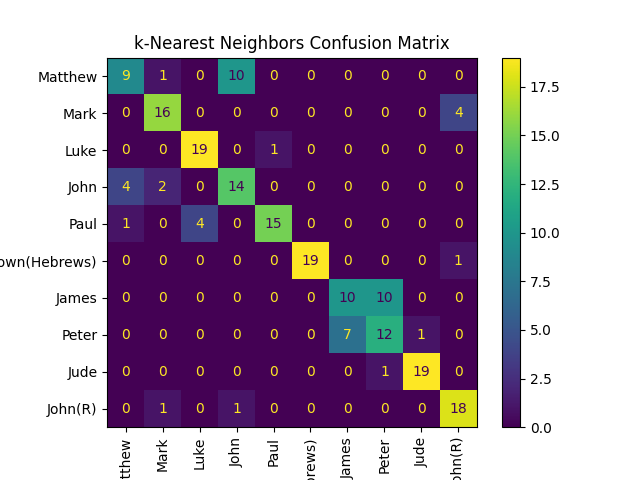 k-Nearest Neighbors Confusion Matrix
Matthew 9 1 0 10 0 0 0 0 0 0
Mark 0 16 0 0 0 0 0 0 0 4
Luke 0 0 19 0 1 0 0 0 0 0
John 4 2 0 14 0 0 0 0 0 0
Paul 1 0 4 0 15 0 0 0 0 0
own(Hebrews) 0 0 0 0 0 19 0 0 0 1
James 0 0 0 0 0 0 10 10 0 0
Peter 0 0 0 0 0 0 7 12 1 0
Jude 0 0 0 0 0 0 0 1 19 0
John(R) 0 1 0 1 0 0 0 0 0 18
tthew Mark Luke John Paul brews) James Peter Jude ohn(R)
17.5
15.0
12.5
10.0
7.5
5.0
2.5
0.0